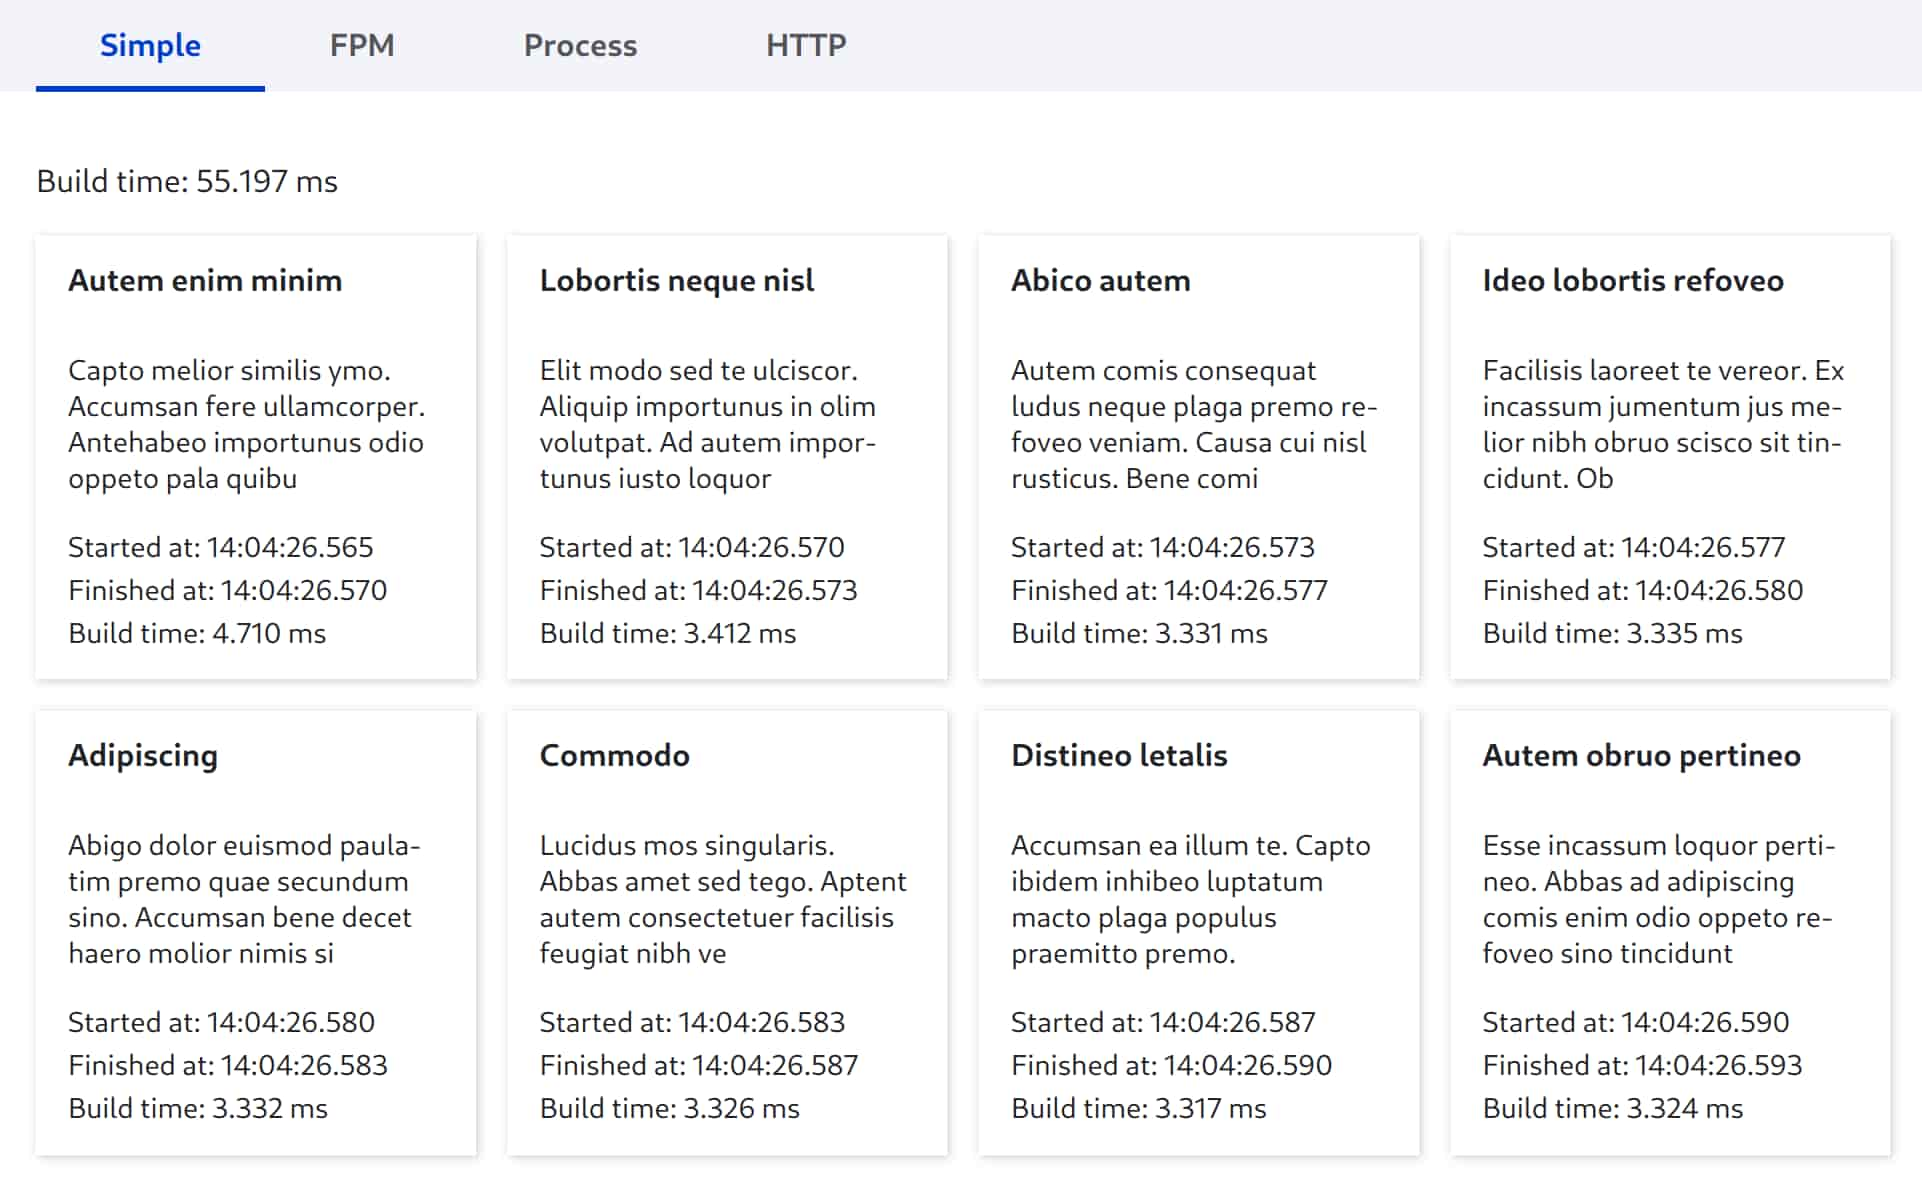 Simple FPM Process HTTP
Build time: 55.197 ms
Autem enim minim
Capto melior similis ymo.
Accumsan fere ullamcorper.
Antehabeo importunus odio
oppeto pala quibu
Started at: 14:04:26.565
Finished at: 14:04:26.570
Build time: 4.710 ms
Lobortis neque nisl
Elit modo sed te ulciscor.
Aliquip importunus in olim
volutpat. Ad autem impor-
tunus iusto loquor
Started at: 14:04:26.570
Finished at: 14:04:26.573
Build time: 3.412 ms
Abico autem
Autem comis consequat
ludus neque plaga premo re-
foveo veniam. Causa cui nisl
rusticus. Bene comi
Started at: 14:04:26.573
Finished at: 14:04:26.577
Build time: 3.331 ms
Ideo lobortis refoveo
Facilisis laoreet te vereor. Ex
incassum jumentum jus me-
lior nibh obruo scisco sit tin-
cidunt. Ob
Started at: 14:04:26.577
Finished at: 14:04:26.580
Build time: 3.335 ms
Adipiscing
Abigo dolor euismod paula-
tim premo quae secundum
sino. Accumsan bene decet
haero molior nimis si
Started at: 14:04:26.580
Finished at: 14:04:26.583
Build time: 3.332 ms
Commodo
Lucidus mos singularis.
Abbas amet sed tego. Aptent
autem consectetuer facilisis
feugiat nibh ve
Started at: 14:04:26.583
Finished at: 14:04:26.587
Build time: 3.326 ms
Distineo letalis
Accumsan ea illum te. Capto
ibidem inhibeo luptatum
macto plaga populus
praemitto premo.
Started at: 14:04:26.587
Finished at: 14:04:26.590
Build time: 3.317 ms
Autem obruo pertineo
Esse incassum loquor perti-
neo. Abbas ad adipiscing
comis enim odio oppeto re-
foveo sino tincidunt
Started at: 14:04:26.590
Finished at: 14:04:26.593
Build time: 3.324 ms